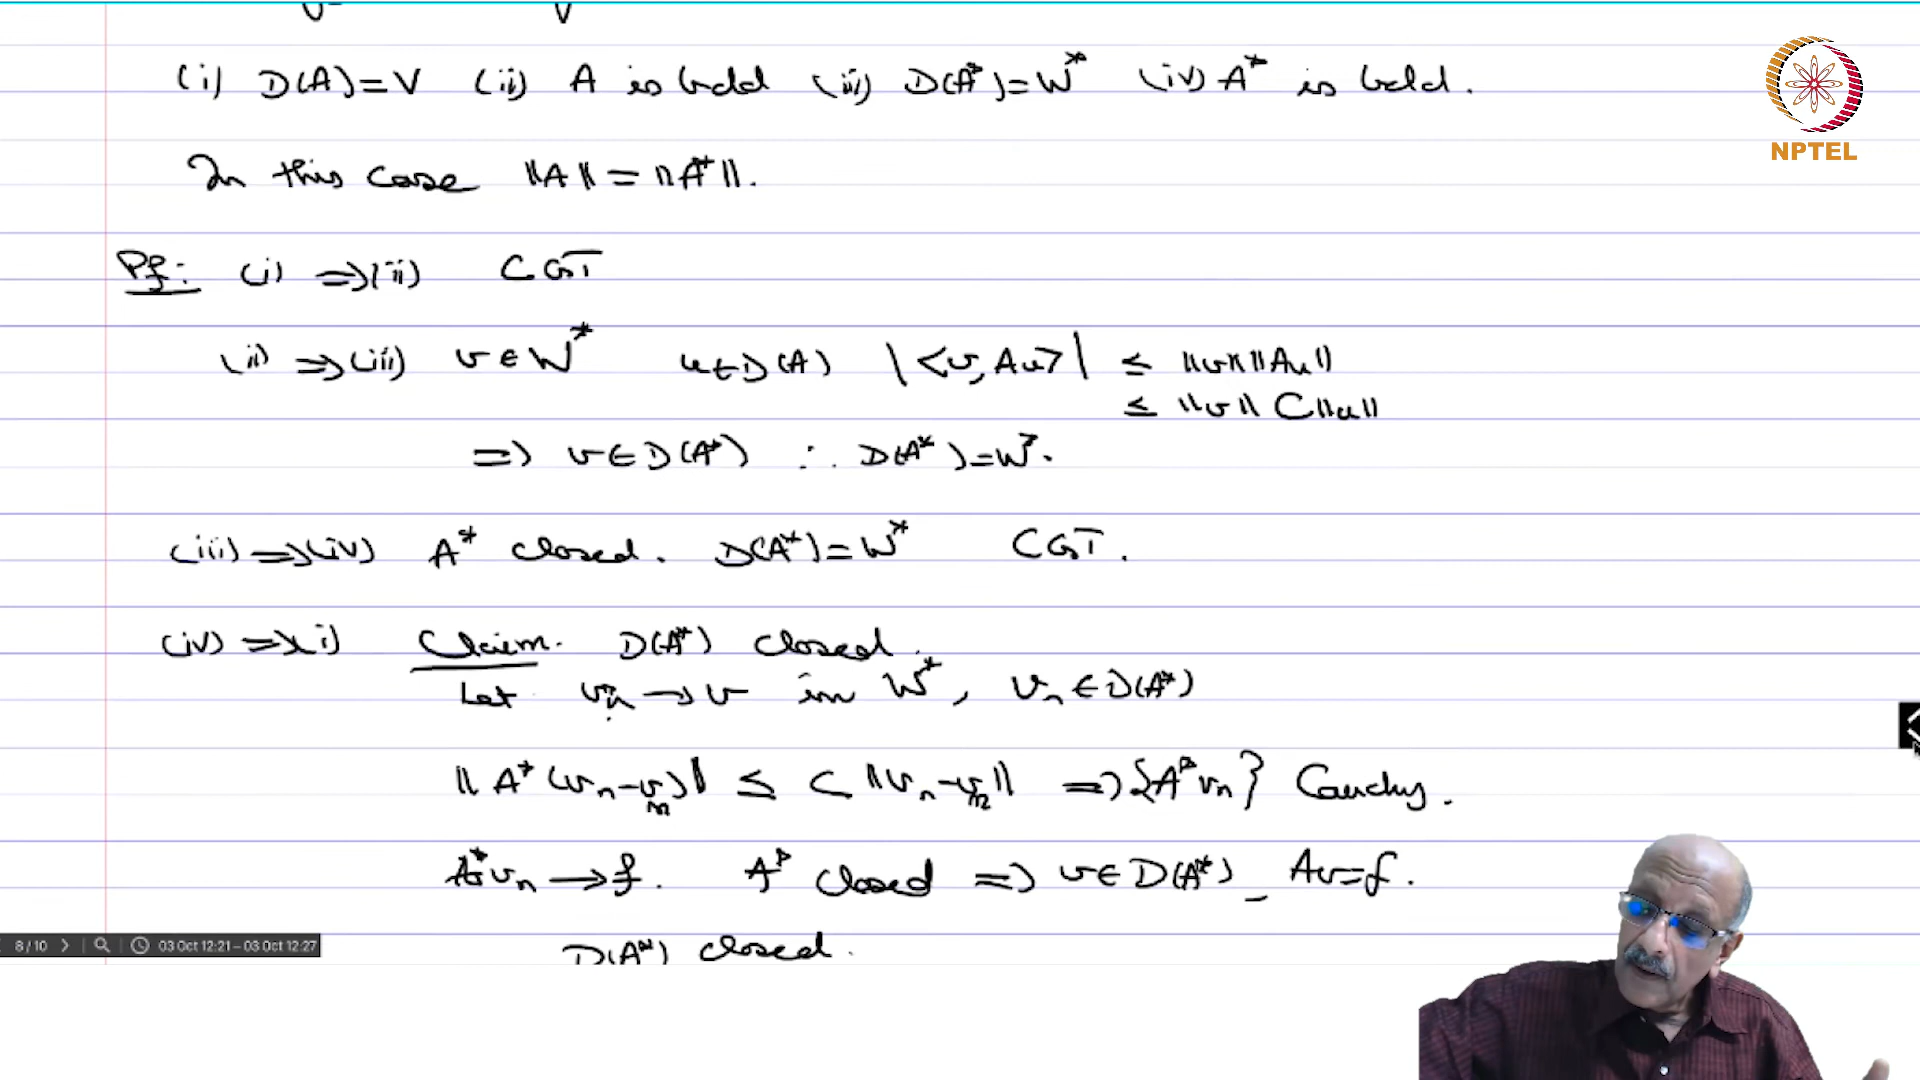 (i) D(A)=V (ii) A is bdd (iii) D(A*)=W* (iv) A* is bdd.
NPTEL
In this case ||A|| = ||A*||.
Pf: (i) ⇒ (ii) CGT
(ii) ⇒ (iii) v ∈ W* u ∈ D(A) |<v, Au>| ≤ ||v|| ||Au||
≤ ||v|| C||u||
⇒ v ∈ D(A*) ∴ D(A*)=W*.
(iii) ⇒ (iv) A* closed. D(A*)=W* CGT.
(iv) ⇒ (i) Claim. D(A*) closed.
Let vn → v in W*, vn ∈ D(A*)
||A*(vn-vm)|| ≤ C ||vn-vm|| ⇒ {A*vn} Cauchy.
A*vn → f. A* closed ⇒ v ∈ D(A*), Av=f.
D(A*) closed.
8 / 10 03 Oct 12:21 – 03 Oct 12:27